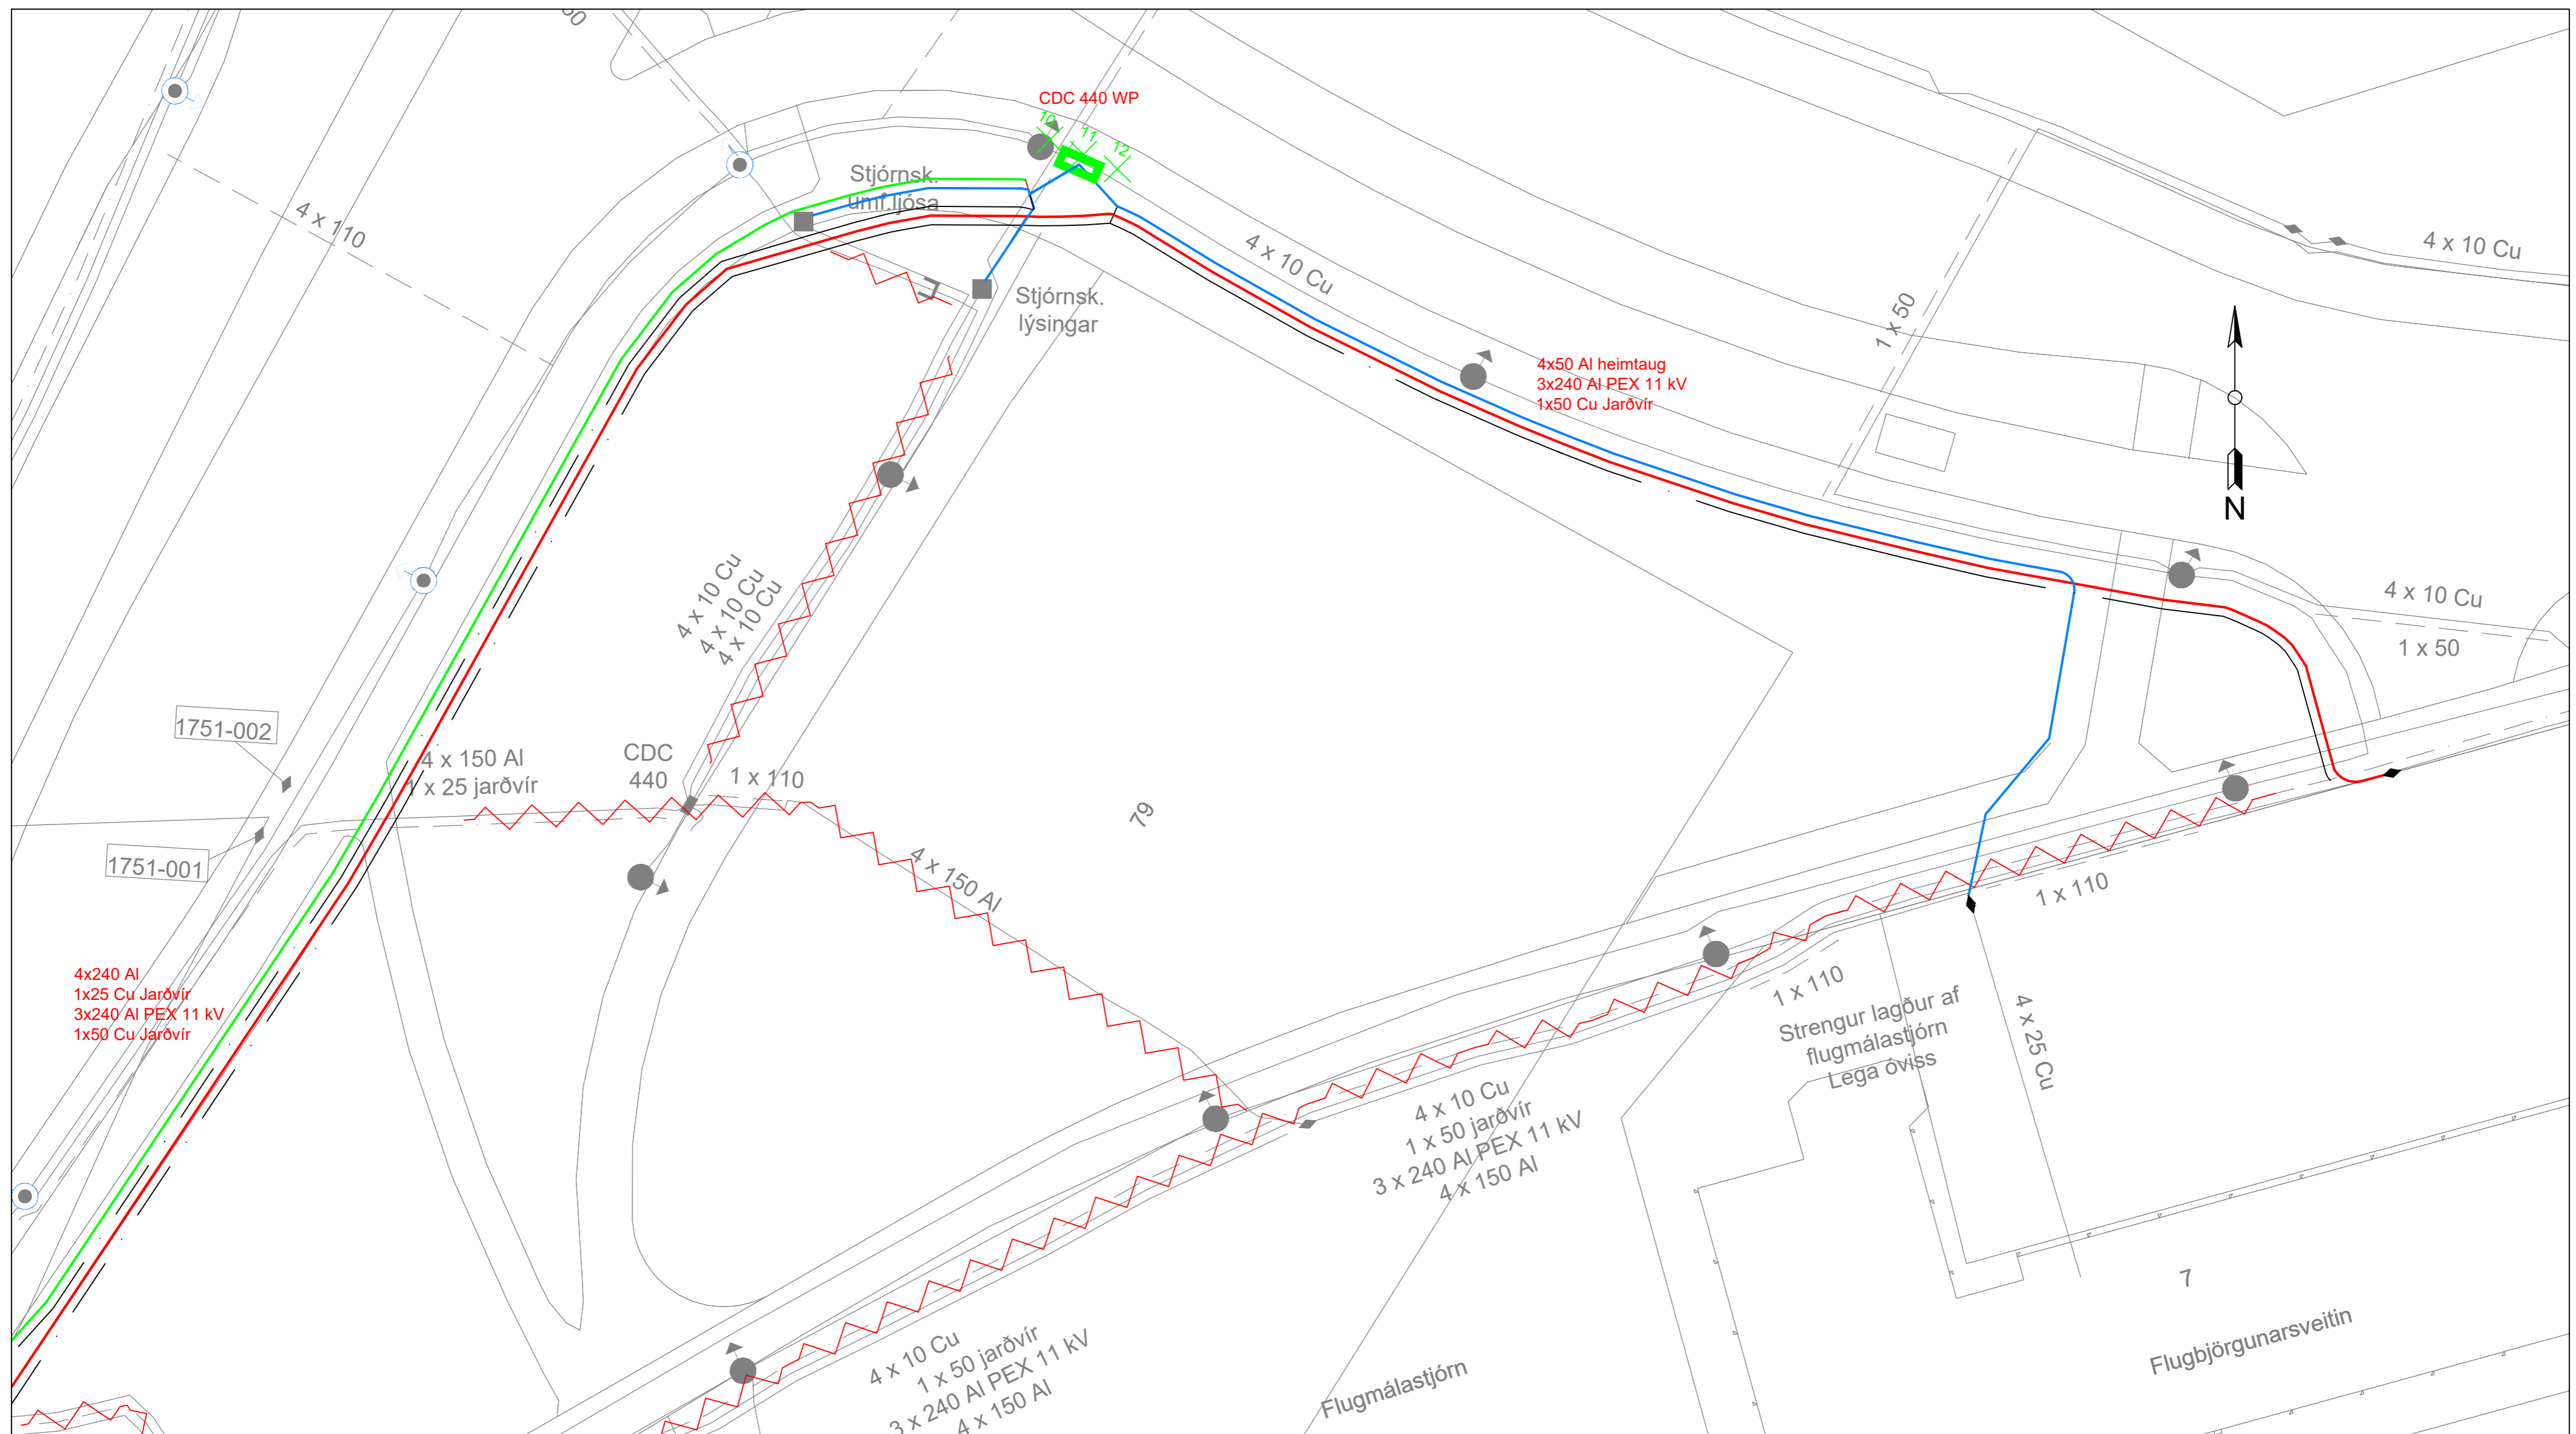 CDC 440 WP
10
11
12
Stjórnsk.
umf.ljósa
4 x 110
4 x 10 Cu
4 x 10 Cu
Stjórnsk.
lýsingar
1 x 50
4x50 Al heimtaug
3x240 Al PEX 11 kV
1x50 Cu Jarðvír
N
4 x 10 Cu
4 x 10 Cu
4 x 10 Cu
4 x 10 Cu
1 x 50
1751-002
4 x 150 Al
1 x 25 jarðvír
CDC
440
1 x 110
79
1751-001
4 x 150 Al
1 x 110
4x240 Al
1x25 Cu Jarðvír
3x240 Al PEX 11 kV
1x50 Cu Jarðvír
1 x 110
Strengur lagður af
flugmálastjórn
Lega óviss
4 x 25 Cu
4 x 10 Cu
1 x 50 jarðvír
3 x 240 Al PEX 11 kV
4 x 150 Al
7
Flugbjörgunarsveitin
4 x 10 Cu
1 x 50 jarðvír
3 x 240 Al PEX 11 kV
4 x 150 Al
Flugmálastjórn